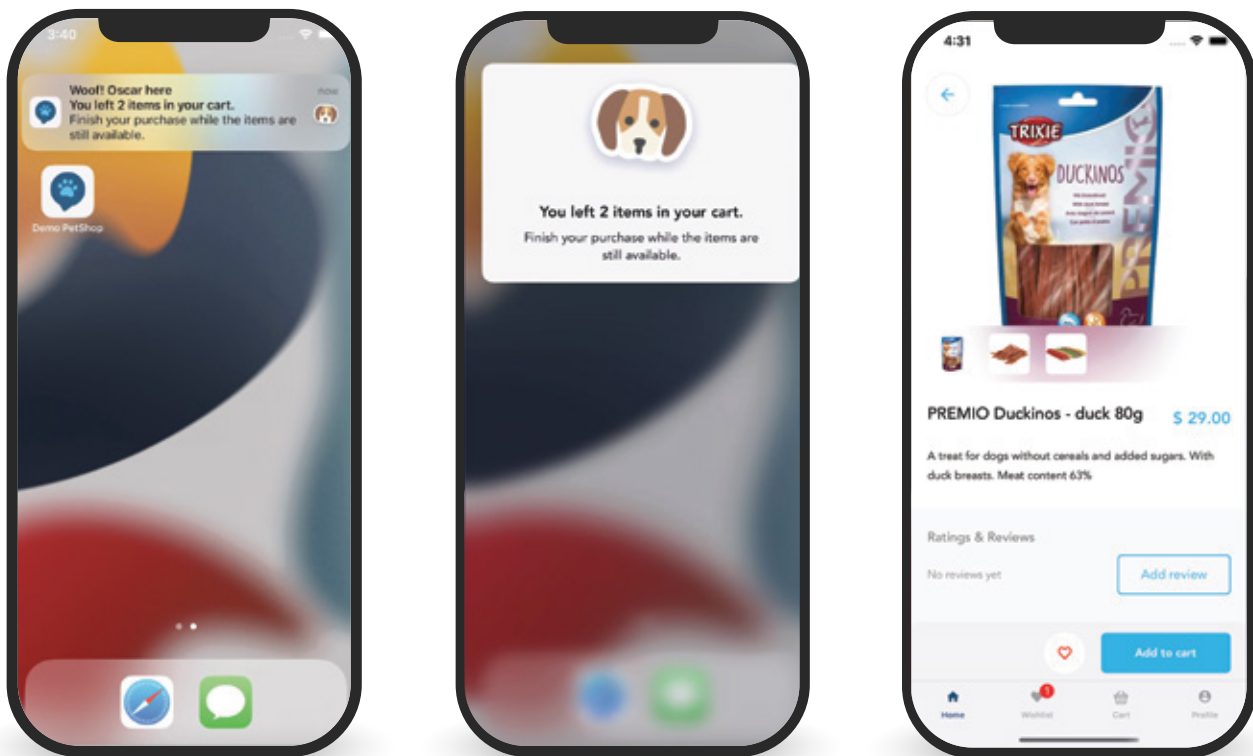 3:40
Woof! Oscar here
now
You left 2 items in your cart.
Finish your purchase while the items are
still available.
Demo PetShop
You left 2 items in your cart.
Finish your purchase while the items are
still available.
4:31
TRIXIE
DUCKINOS
PREMIO
PREMIO Duckinos - duck 80g
$ 29.00
A treat for dogs without cereals and added sugars. With
duck breasts. Meat content 63%
Ratings & Reviews
No reviews yet
Add review
Add to cart
1
Home
Wishlist
Cart
Profile